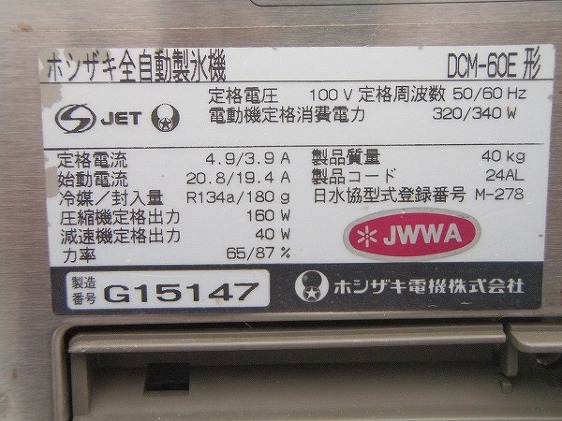 ホシザキ全自動製氷機 DCM-60E 形
JET
定格電圧 100 V 定格周波数 50/60 Hz
電動機定格消費電力 320/340 W
定格電流 4.9/3.9 A 製品質量 40 kg
始動電流 20.8/19.4 A 製品コード 24AL
冷媒/封入量 R134a/180 g 日水協型式登録番号 M-278
圧縮機定格出力 160 W
減速機定格出力 40 W
JWWA
力率 65/87 %
製造番号 G15147 ホシザキ電機株式会社